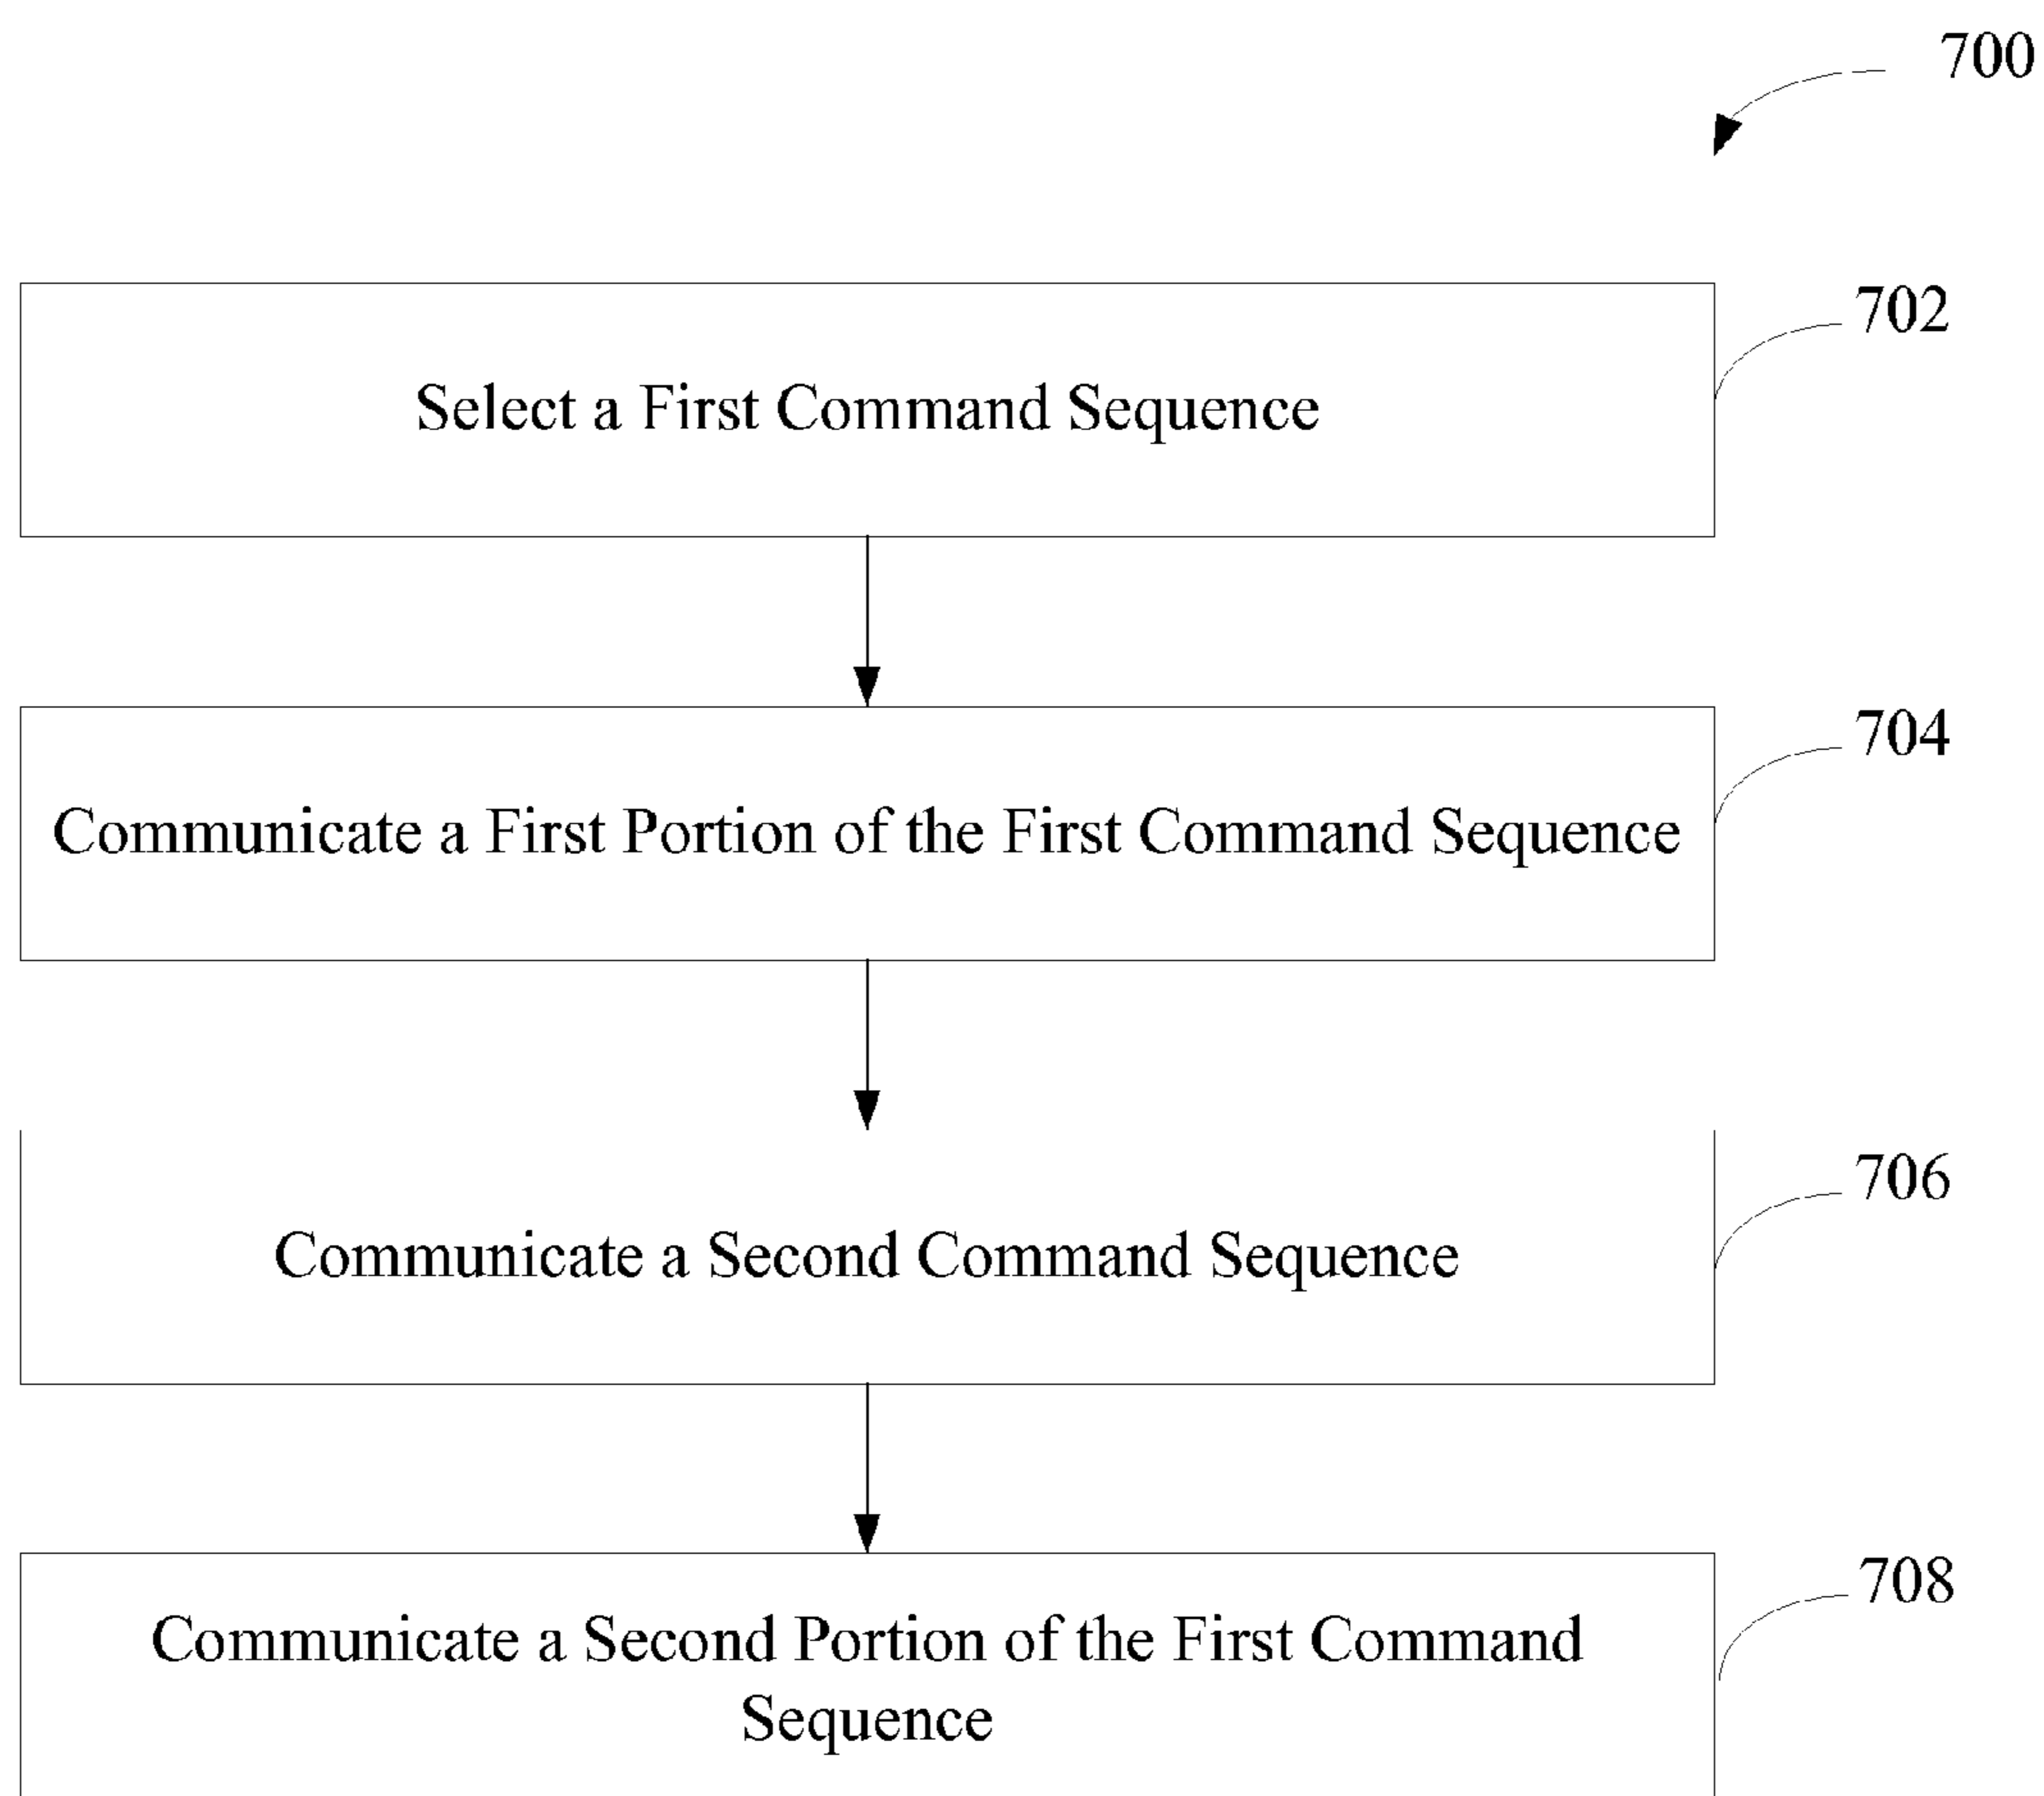 700
702
Select a First Command Sequence
704
Communicate a First Portion of the First Command Sequence
706
Communicate a Second Command Sequence
708
Communicate a Second Portion of the First Command
Sequence